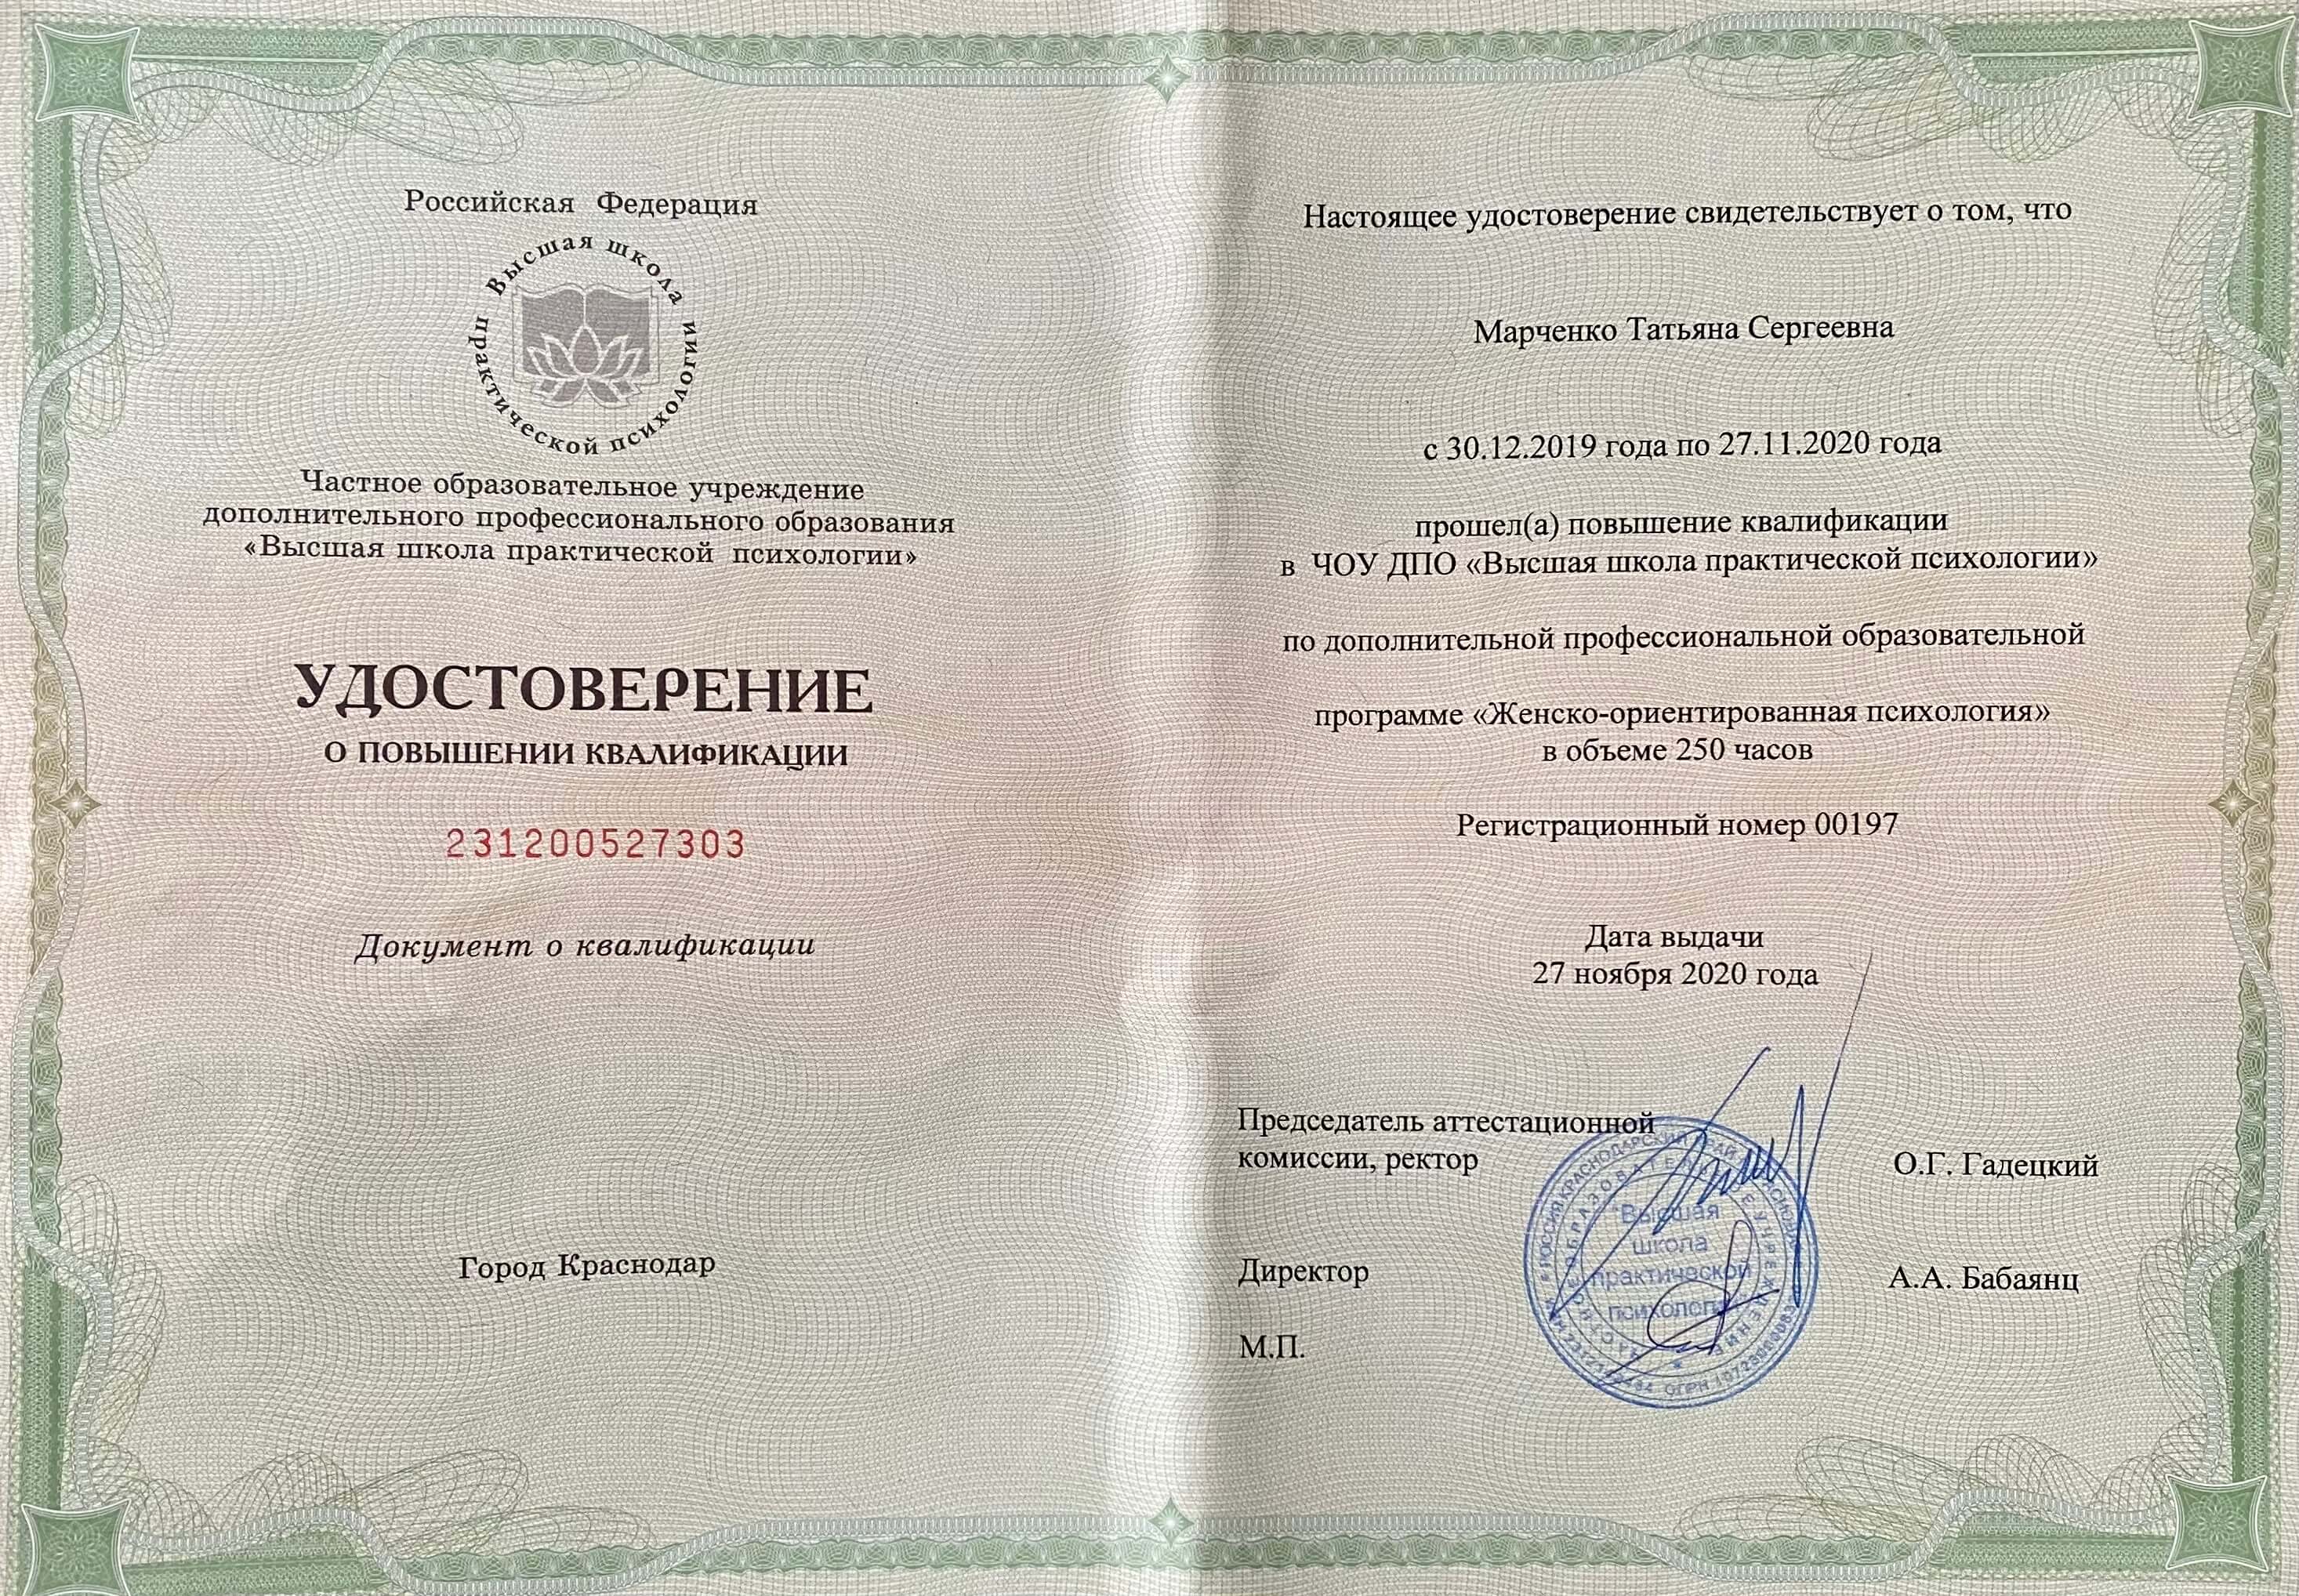 Российская Федерация
Высшая школа практической психологии
Частное образовательное учреждение
дополнительного профессионального образования
«Высшая школа практической психологии»
УДОСТОВЕРЕНИЕ
О ПОВЫШЕНИИ КВАЛИФИКАЦИИ
231200527303
Документ о квалификации
Город Краснодар
Настоящее удостоверение свидетельствует о том, что
Марченко Татьяна Сергеевна
с 30.12.2019 года по 27.11.2020 года
прошел(а) повышение квалификации
в ЧОУ ДПО «Высшая школа практической психологии»
по дополнительной профессиональной образовательной
программе «Женско-ориентированная психология»
в объеме 250 часов
Регистрационный номер 00197
Дата выдачи
27 ноября 2020 года
Председатель аттестационной
комиссии, ректор
О.Г. Гадецкий
Директор
А.А. Бабаянц
М.П.
РОССИЯ КРАСНОДАРСКИЙ КРАЙ
"Высшая
школа
практической